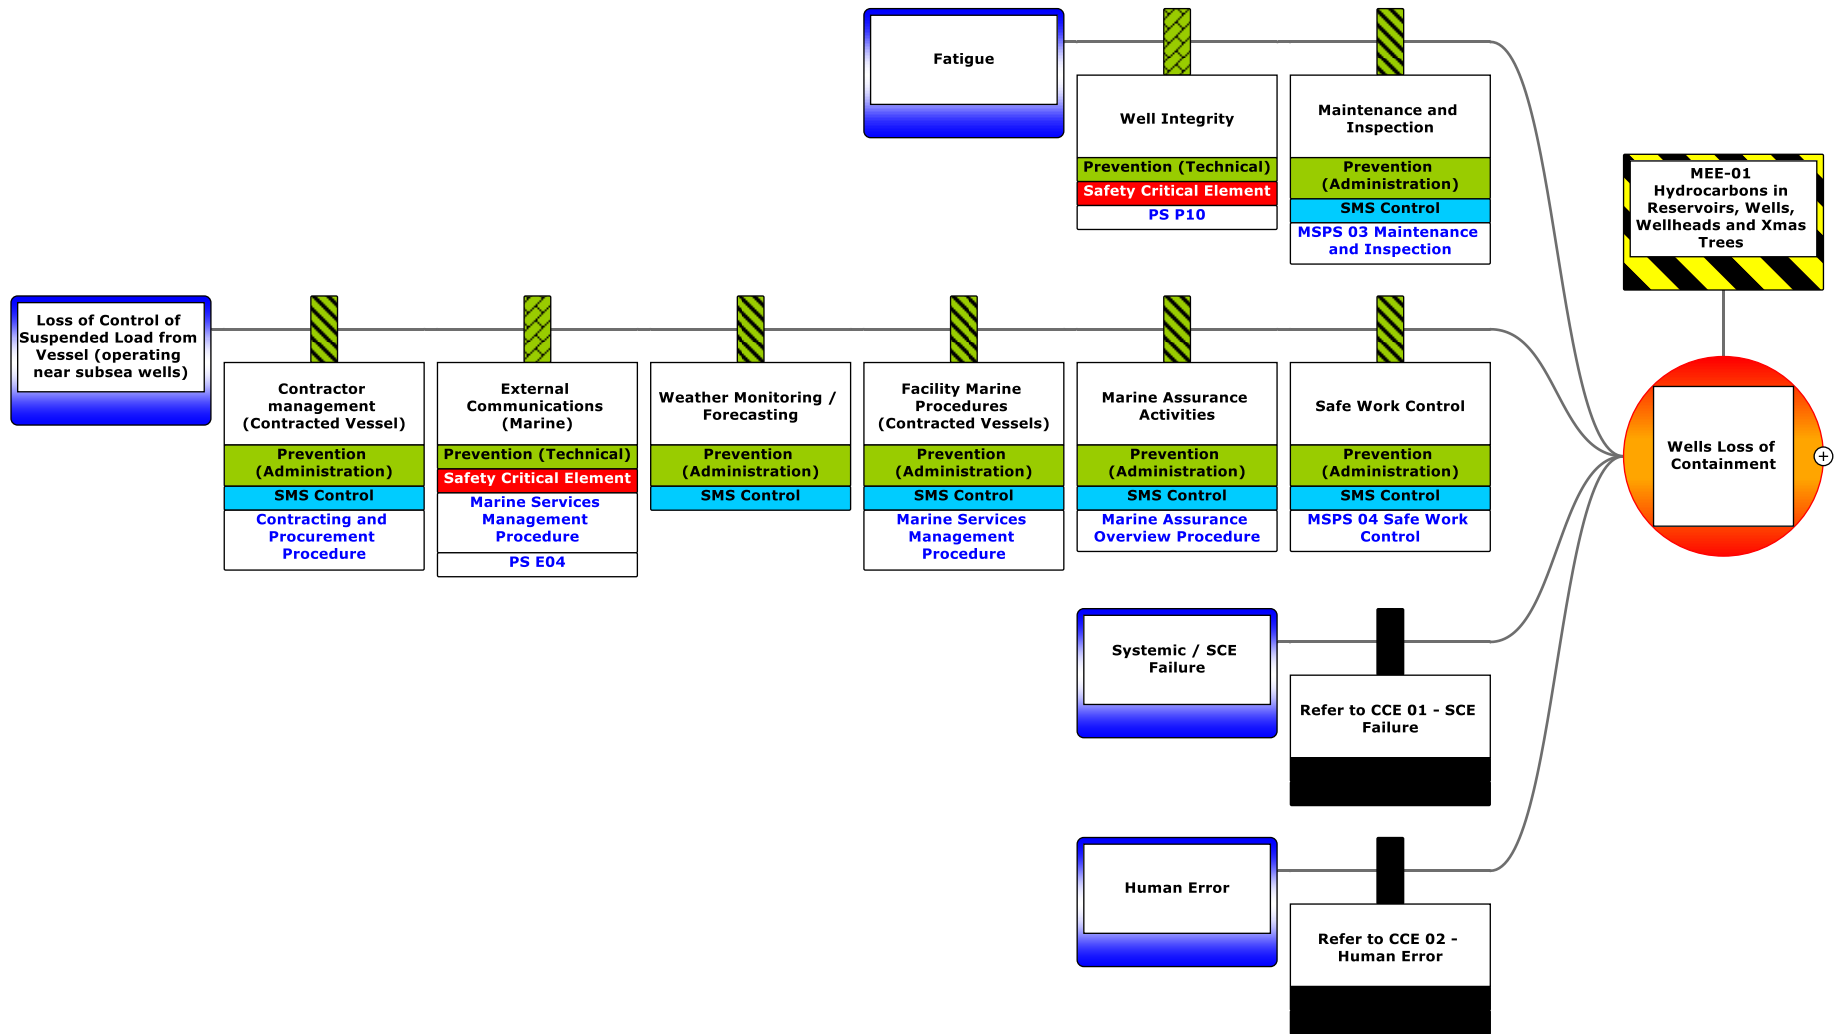 Fatigue
Well Integrity
Prevention (Technical)
Safety Critical Element
PS P10
Maintenance and
Inspection
Prevention
(Administration)
SMS Control
MSPS 03 Maintenance
and Inspection
MEE-01
Hydrocarbons in
Reservoirs, Wells,
Wellheads and Xmas
Trees
Loss of Control of
Suspended Load from
Vessel (operating
near subsea wells)
Contractor
management
(Contracted Vessel)
Prevention
(Administration)
SMS Control
Contracting and
Procurement
Procedure
External
Communications
(Marine)
Prevention (Technical)
Safety Critical Element
Marine Services
Management
Procedure
PS E04
Weather Monitoring /
Forecasting
Prevention
(Administration)
SMS Control
Facility Marine
Procedures
(Contracted Vessels)
Prevention
(Administration)
SMS Control
Marine Services
Management
Procedure
Marine Assurance
Activities
Prevention
(Administration)
SMS Control
Marine Assurance
Overview Procedure
Safe Work Control
Prevention
(Administration)
SMS Control
MSPS 04 Safe Work
Control
Wells Loss of
Containment
Systemic / SCE
Failure
Refer to CCE 01 - SCE
Failure
Human Error
Refer to CCE 02 -
Human Error